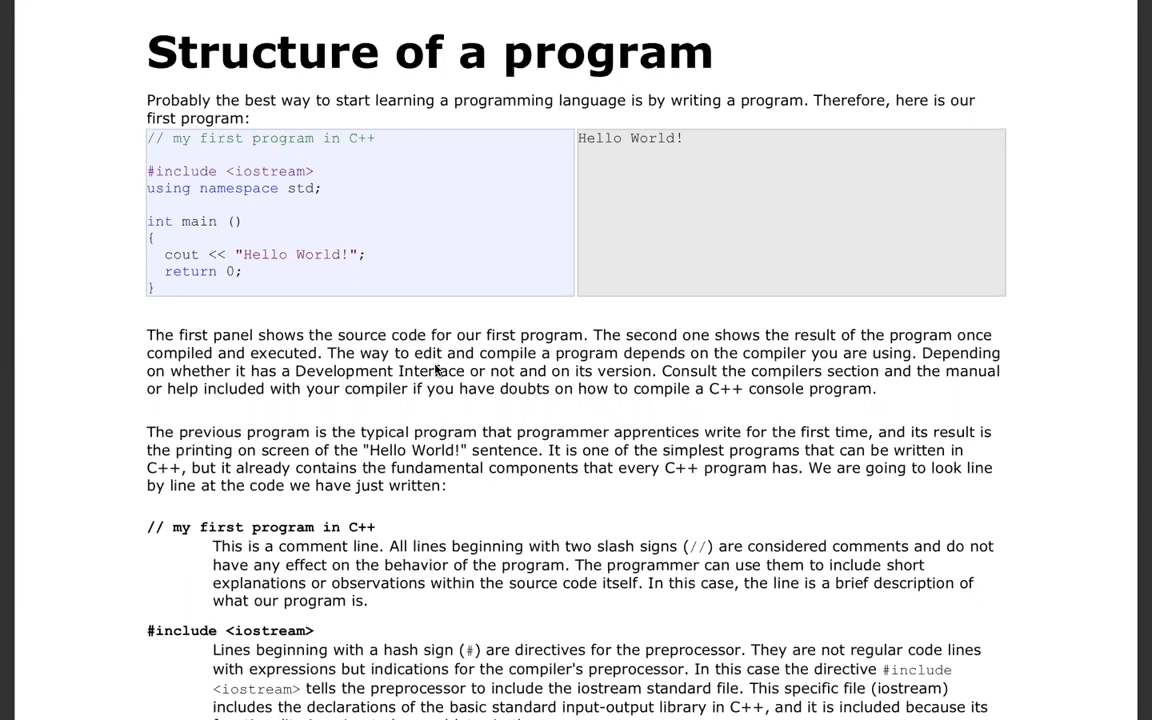 Structure of a program
Probably the best way to start learning a programming language is by writing a program. Therefore, here is our
first program:
// my first program in C++
#include <iostream>
using namespace std;
int main ()
{
  cout << "Hello World!";
  return 0;
}
Hello World!
The first panel shows the source code for our first program. The second one shows the result of the program once
compiled and executed. The way to edit and compile a program depends on the compiler you are using. Depending
on whether it has a Development Interface or not and on its version. Consult the compilers section and the manual
or help included with your compiler if you have doubts on how to compile a C++ console program.
The previous program is the typical program that programmer apprentices write for the first time, and its result is
the printing on screen of the "Hello World!" sentence. It is one of the simplest programs that can be written in
C++, but it already contains the fundamental components that every C++ program has. We are going to look line
by line at the code we have just written:
// my first program in C++
This is a comment line. All lines beginning with two slash signs (//) are considered comments and do not
have any effect on the behavior of the program. The programmer can use them to include short
explanations or observations within the source code itself. In this case, the line is a brief description of
what our program is.
#include <iostream>
Lines beginning with a hash sign (#) are directives for the preprocessor. They are not regular code lines
with expressions but indications for the compiler's preprocessor. In this case the directive #include
<iostream> tells the preprocessor to include the iostream standard file. This specific file (iostream)
includes the declarations of the basic standard input-output library in C++, and it is included because its